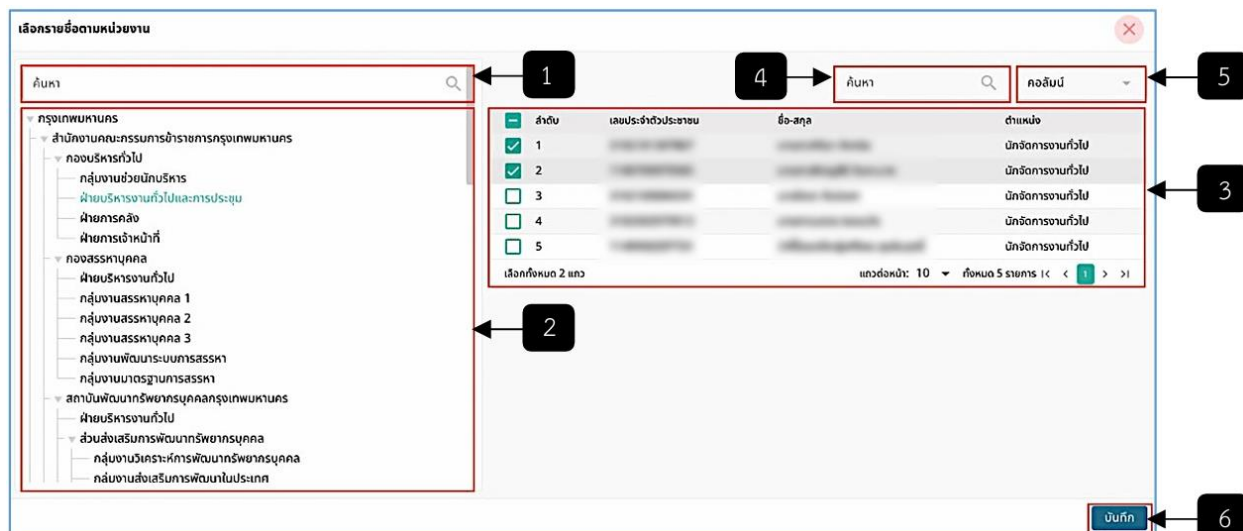 เลือกรายชื่อตามหน่วยงาน
ค้นหา
1
กรุงเทพมหานคร
สำนักงานคณะกรรมการข้าราชการกรุงเทพมหานคร
กองบริหารทั่วไป
กลุ่มงานช่วยนักบริหาร
ฝ่ายบริหารงานทั่วไปและการประชุม
ฝ่ายการคลัง
ฝ่ายการเจ้าหน้าที่
กองสรรหาบุคคล
ฝ่ายบริหารงานทั่วไป
กลุ่มงานสรรหาบุคคล 1
กลุ่มงานสรรหาบุคคล 2
กลุ่มงานสรรหาบุคคล 3
กลุ่มงานพัฒนาระบบการสรรหา
กลุ่มงานมาตรฐานการสรรหา
สถาบันพัฒนาทรัพยากรบุคคลกรุงเทพมหานคร
ฝ่ายบริหารงานทั่วไป
ส่วนส่งเสริมการพัฒนาทรัพยากรบุคคล
กลุ่มงานวิเคราะห์การพัฒนาทรัพยากรบุคคล
กลุ่มงานส่งเสริมการพัฒนาในประเทศ
2
4 ค้นหา คอลัมน์ 5
ลำดับ เลขประจำตัวประชาชน ชื่อ-สกุล ตำแหน่ง
1 นักจัดการงานทั่วไป
2 นักจัดการงานทั่วไป
3 นักจัดการงานทั่วไป
4 นักจัดการงานทั่วไป
5 นักจัดการงานทั่วไป
เลือกทั้งหมด 2 แถว แถวต่อหน้า: 10 ทั้งหมด 5 รายการ |< < 1 > >|
3
บันทึก 6